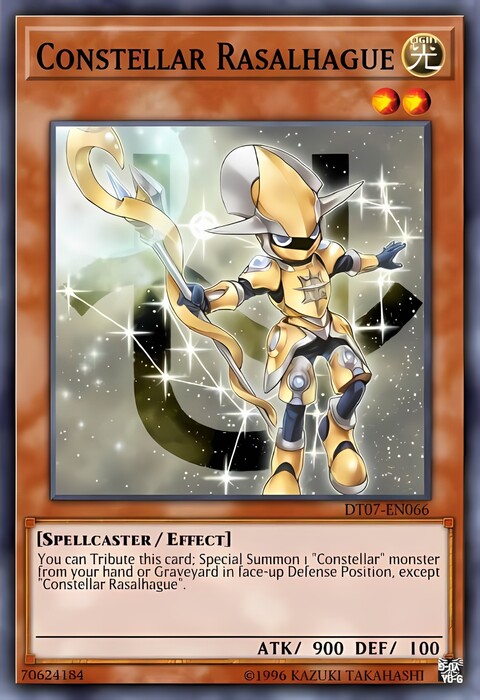 CONSTELLAR RASALHAGUE
LIGHT
光
DT07-EN066
[SPELLCASTER / EFFECT]
You can Tribute this card; Special Summon 1 "Constellar" monster
from your hand or Graveyard in face-up Defense Position, except
"Constellar Rasalhague".
ATK/ 900 DEF/ 100
70624184
©1996 KAZUKI TAKAHASHI